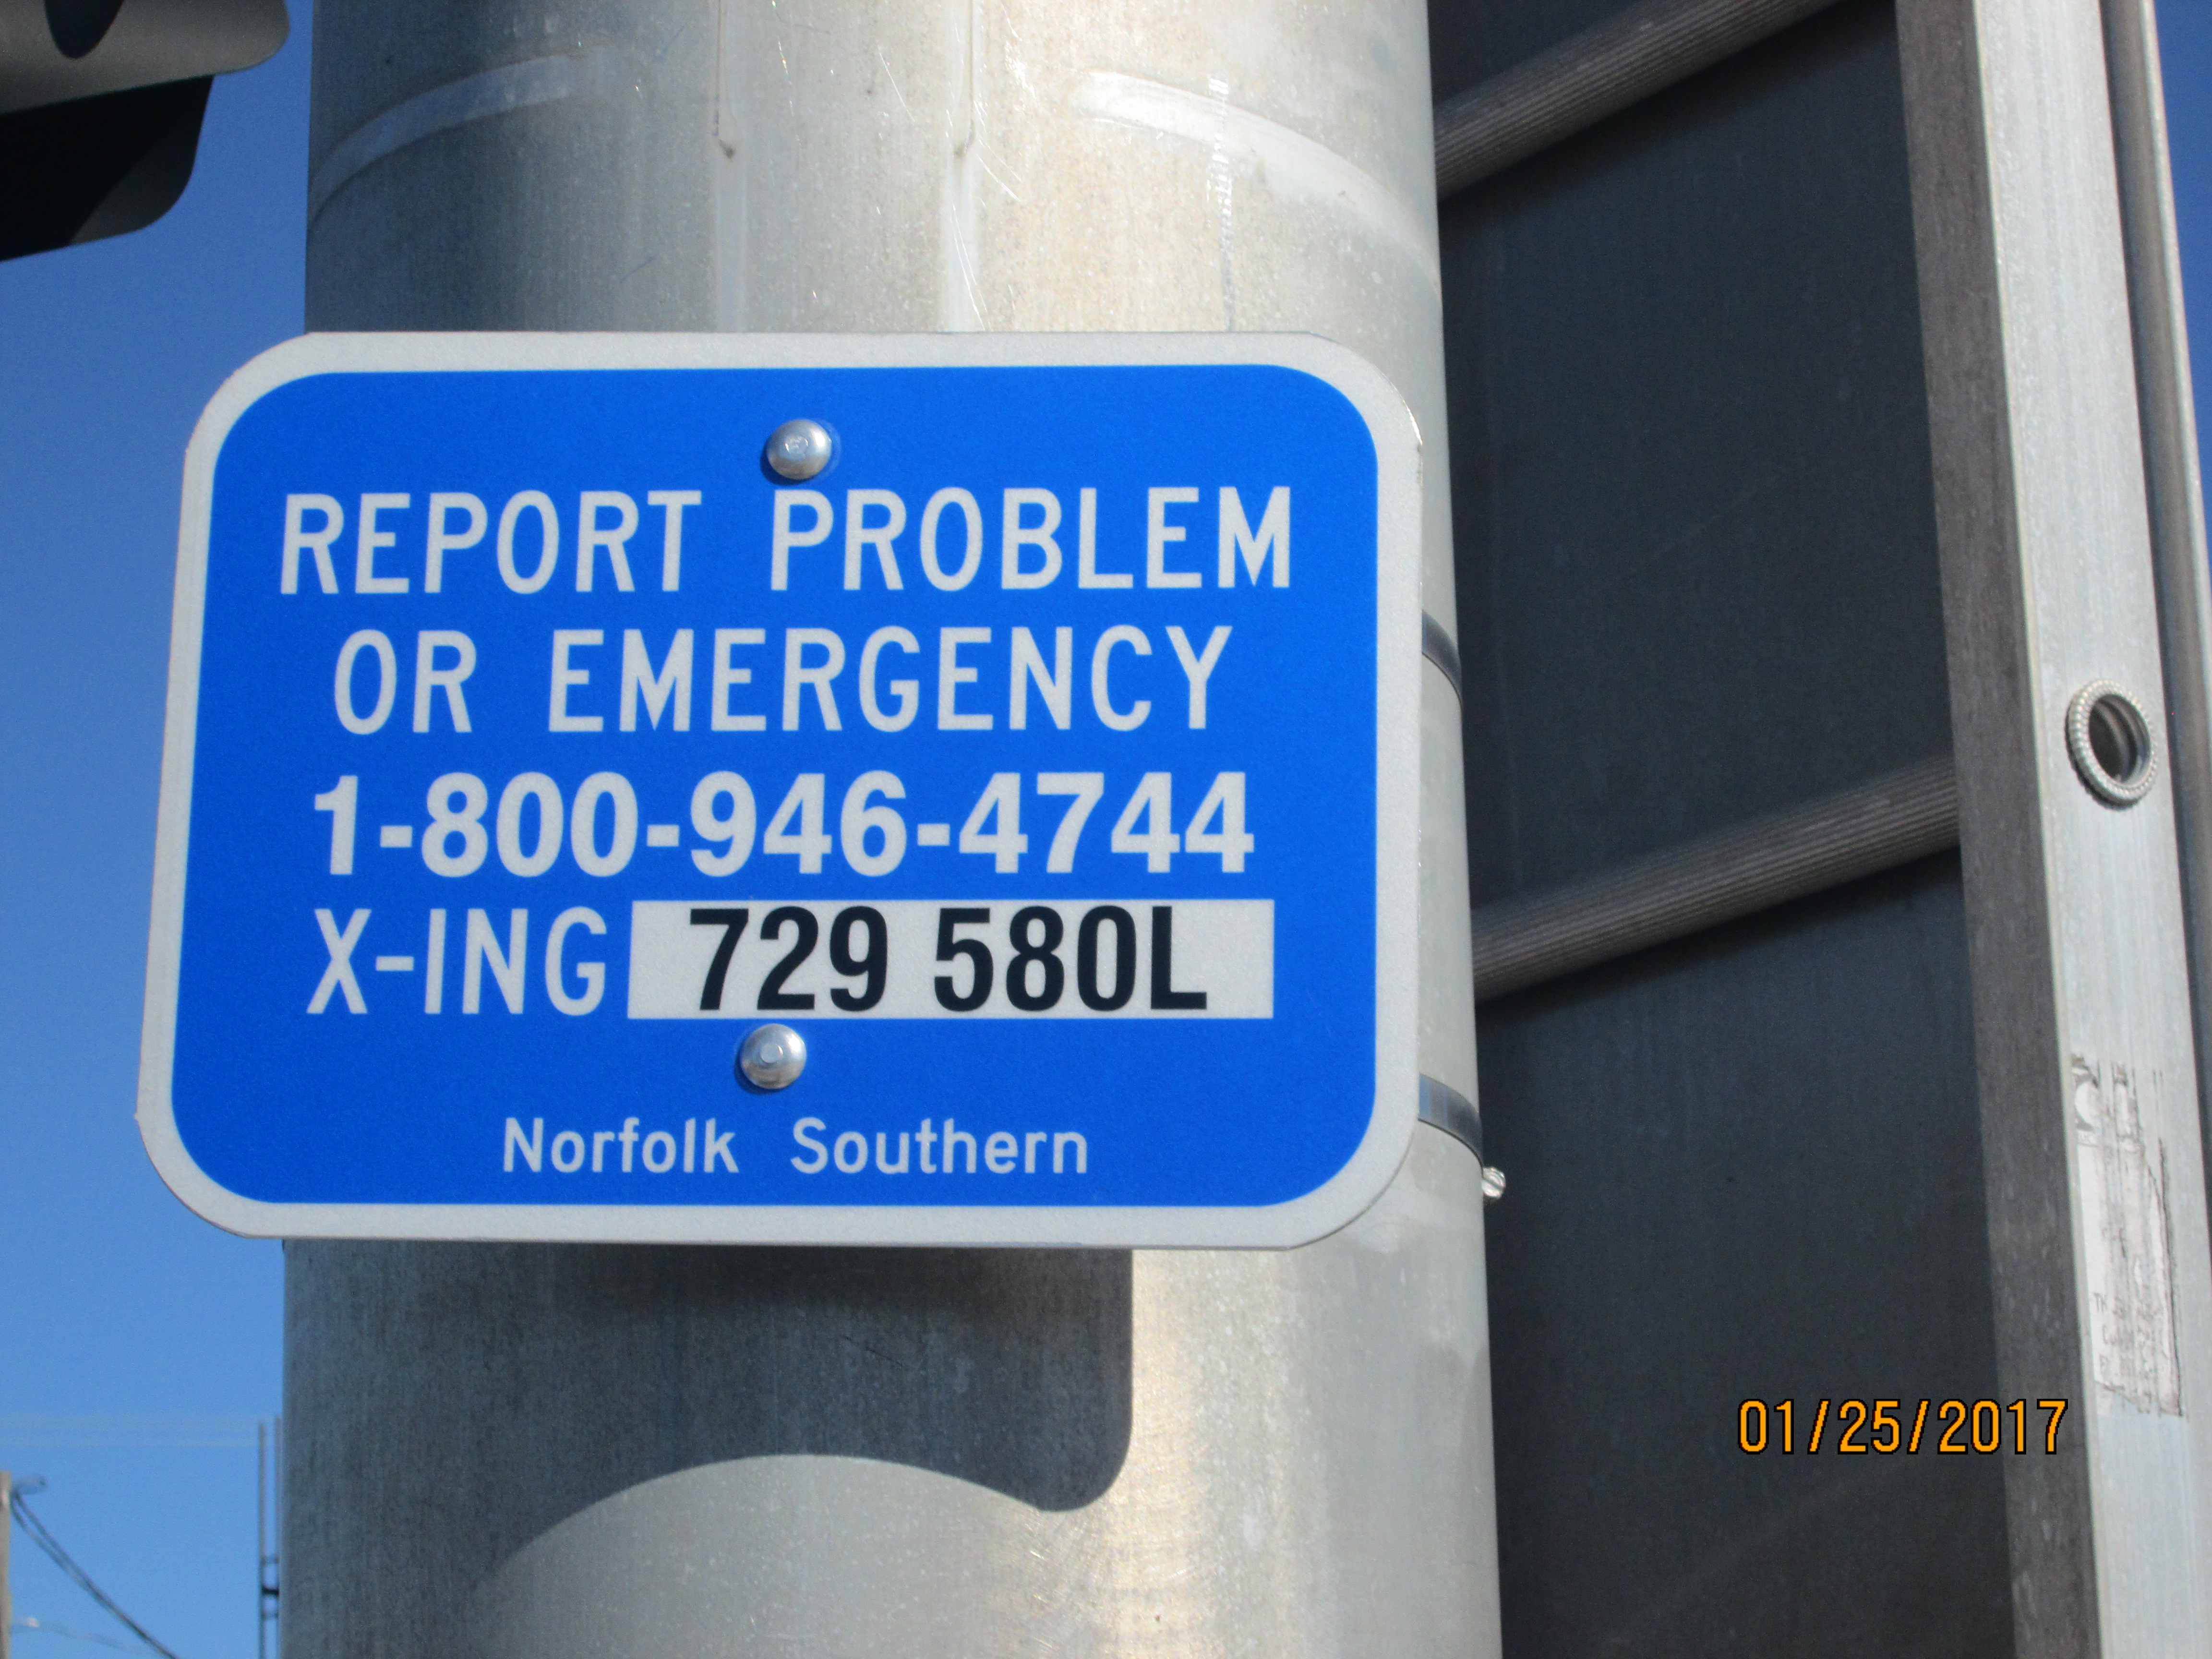 REPORT PROBLEM
OR EMERGENCY
1-800-946-4744
X-ING 729 580L
Norfolk Southern
01/25/2017